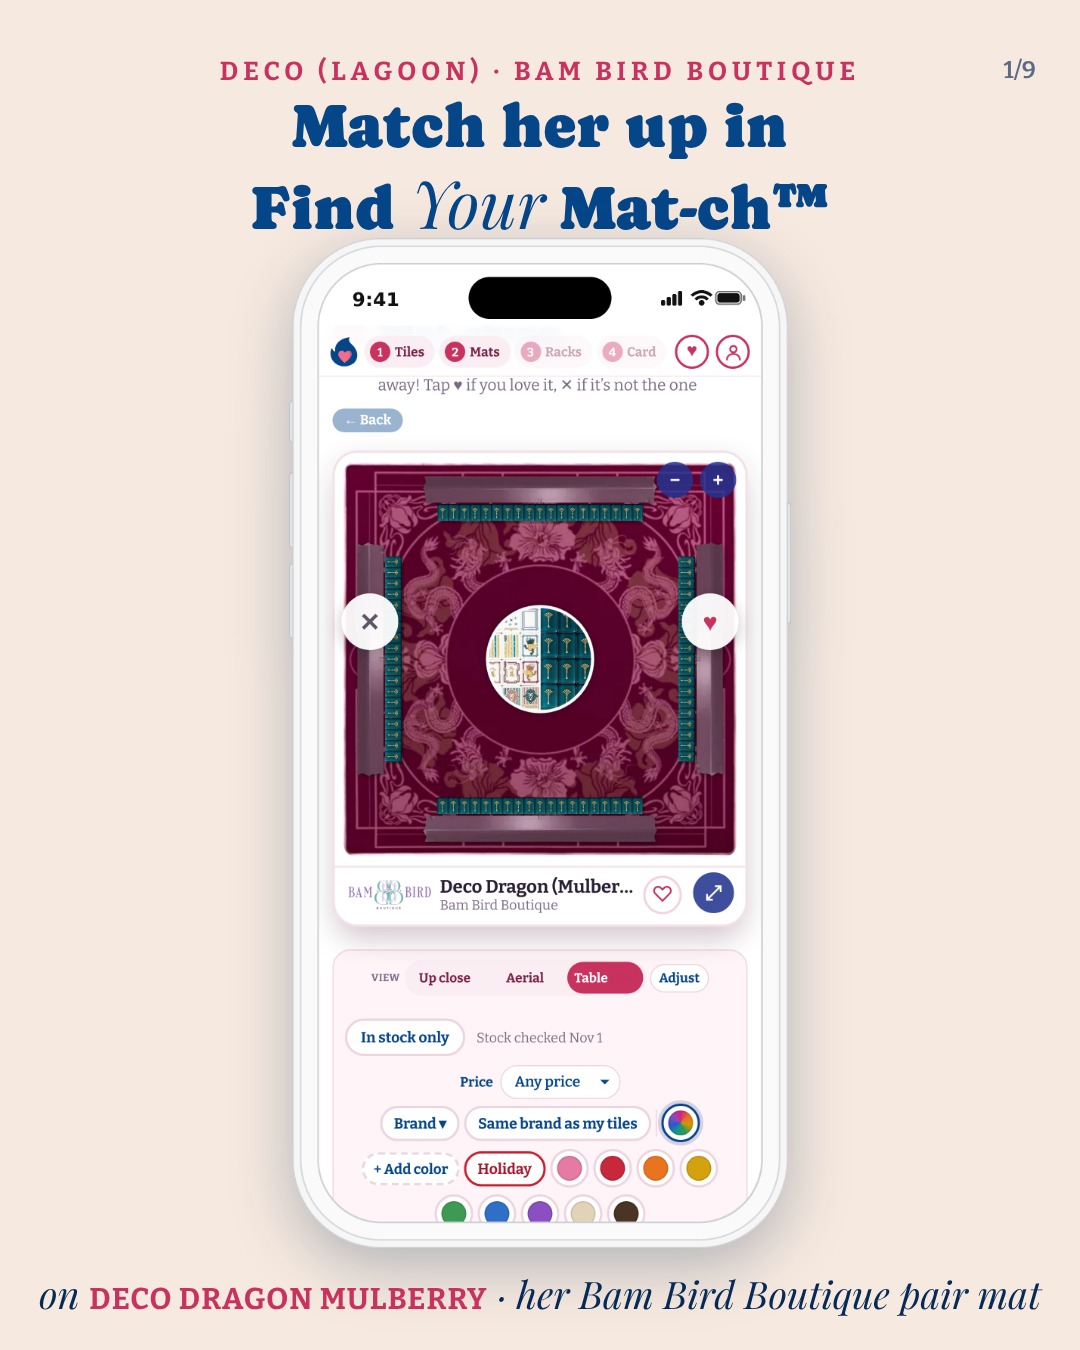 DECO (LAGOON) · BAM BIRD BOUTIQUE
1/9
Match her up in
Find Your Mat-ch™
9:41
1 Tiles
2 Mats
3 Racks
4 Card
away! Tap ♥ if you love it, ✕ if it's not the one
← Back
BAM BIRD
BOUTIQUE
Deco Dragon (Mulber...
Bam Bird Boutique
VIEW
Up close
Aerial
Table
Adjust
In stock only
Stock checked Nov 1
Price
Any price
Brand ▾
Same brand as my tiles
+ Add color
Holiday
on DECO DRAGON MULBERRY · her Bam Bird Boutique pair mat